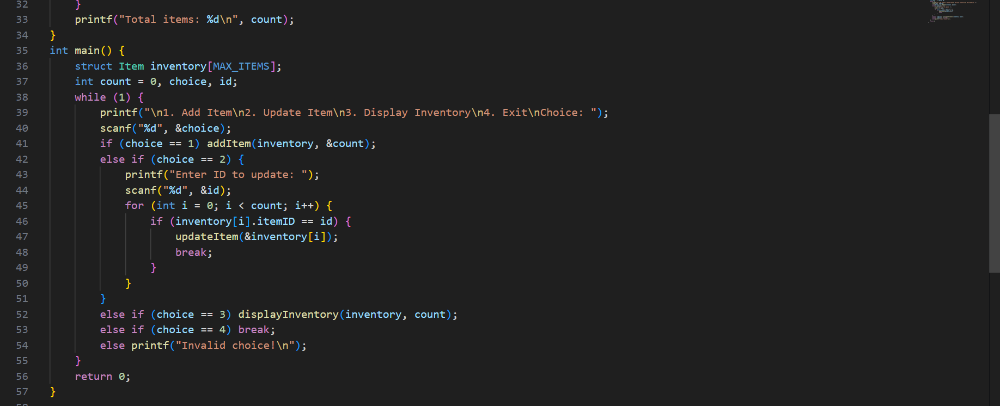 32 }
33 printf("Total items: %d\n", count);
34 }
35 int main() {
36 struct Item inventory[MAX_ITEMS];
37 int count = 0, choice, id;
38 while (1) {
39 printf("\n1. Add Item\n2. Update Item\n3. Display Inventory\n4. Exit\nChoice: ");
40 scanf("%d", &choice);
41 if (choice == 1) addItem(inventory, &count);
42 else if (choice == 2) {
43 printf("Enter ID to update: ");
44 scanf("%d", &id);
45 for (int i = 0; i < count; i++) {
46 if (inventory[i].itemID == id) {
47 updateItem(&inventory[i]);
48 break;
49 }
50 }
51 }
52 else if (choice == 3) displayInventory(inventory, count);
53 else if (choice == 4) break;
54 else printf("Invalid choice!\n");
55 }
56 return 0;
57 }